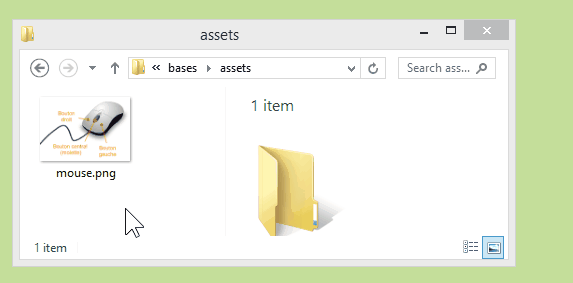 assets
« bases › assets
Search ass...
Bouton
droit
Bouton central
(molette)
Bouton
gauche
mouse.png
1 item
1 item